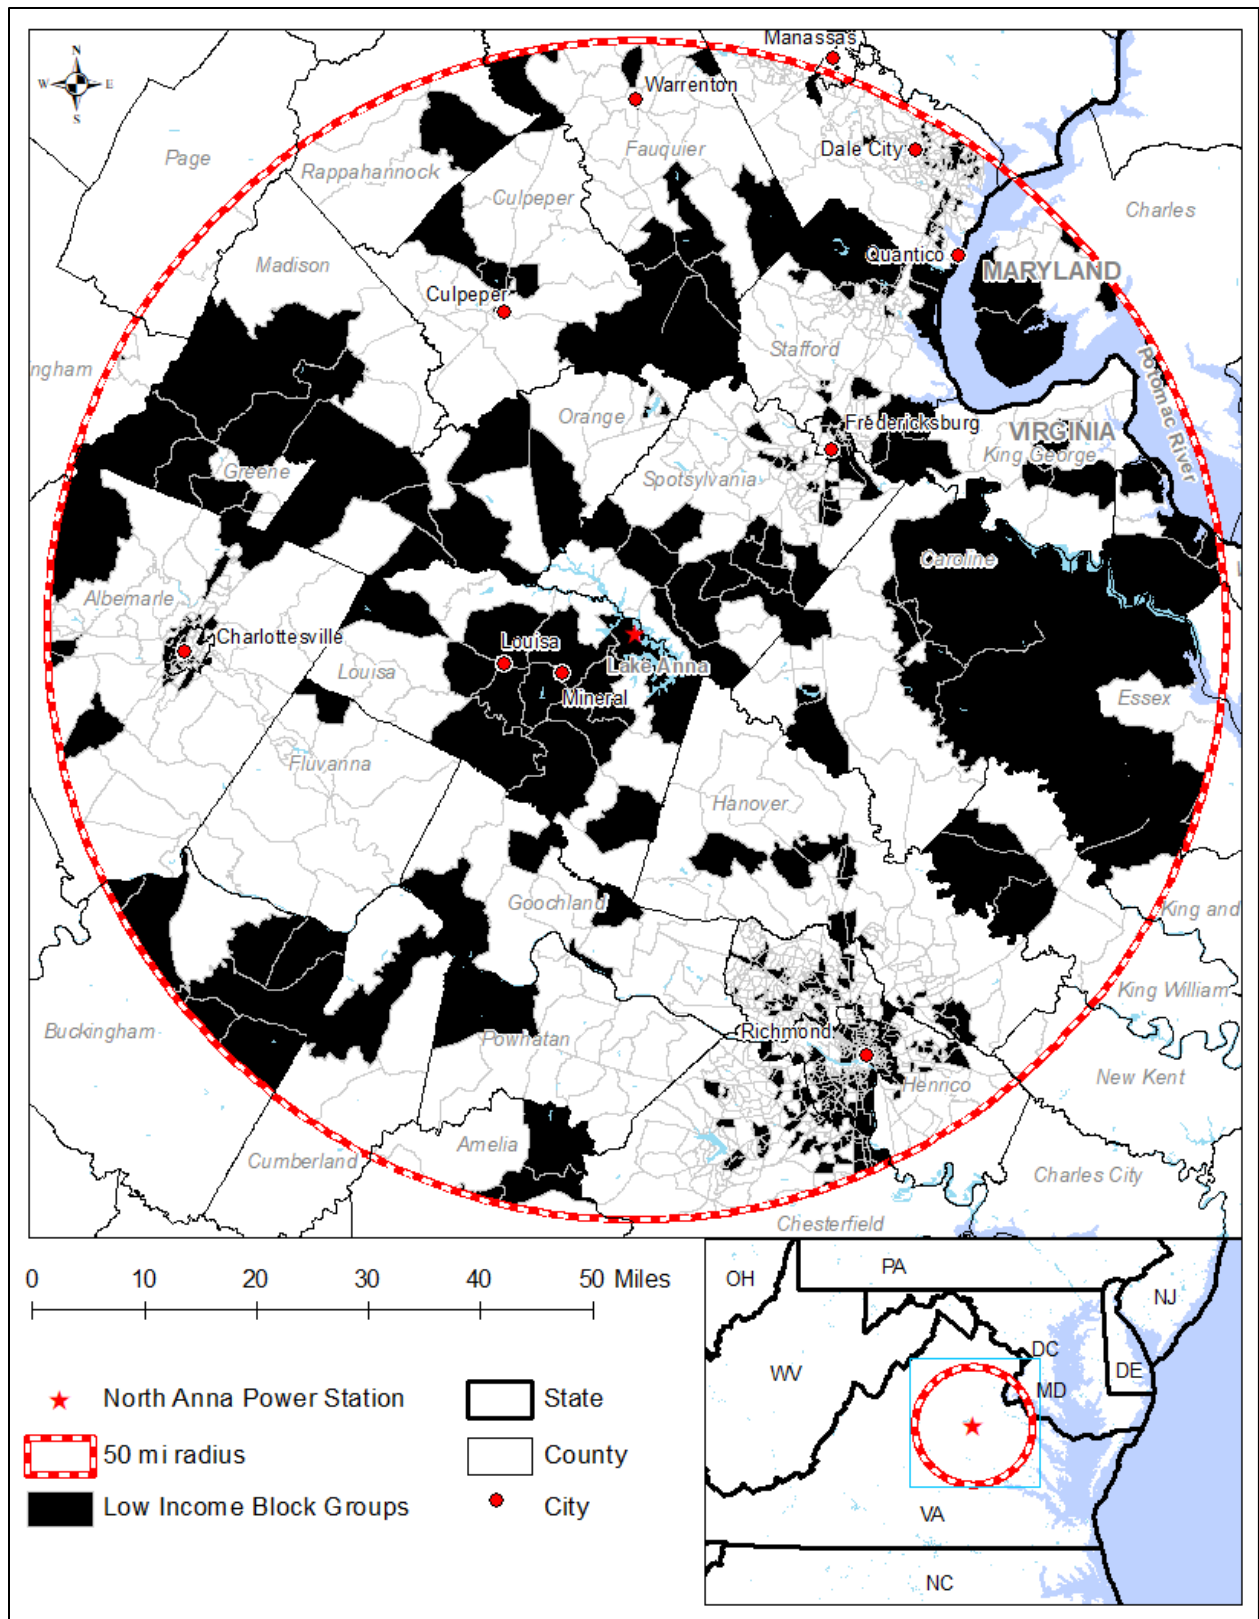 Manassas
N
W
E
S
Warrenton
Dale City
Page
Rappahannock
Fauquier
Culpeper
Charles
Madison
Quantico
MARYLAND
Culpeper
ngham
Stafford
Potomac River
Orange
Fredericksburg
VIRGINIA
King George
Greene
Spotsylvania
Caroline
Albemarle
Charlottesville
Louisa
Lake Anna
Louisa
Mineral
Essex
Fluvanna
Hanover
Goochland
King and
King William
Buckingham
Powhatan
Richmond
Henrico
New Kent
Amelia
Cumberland
Charles City
Chesterfield
0 10 20 30 40 50 Miles
North Anna Power Station
50 mi radius
Low Income Block Groups
State
County
City
OH
PA
NJ
WV
DC
DE
MD
VA
NC